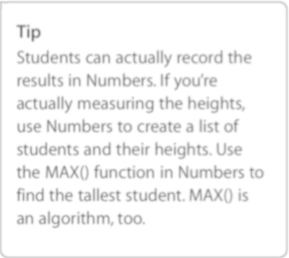 Tip
Students can actually record the
results in Numbers. If you're
actually measuring the heights,
use Numbers to create a list of
students and their heights. Use
the MAX() function in Numbers to
find the tallest student. MAX() is
an algorithm, too.